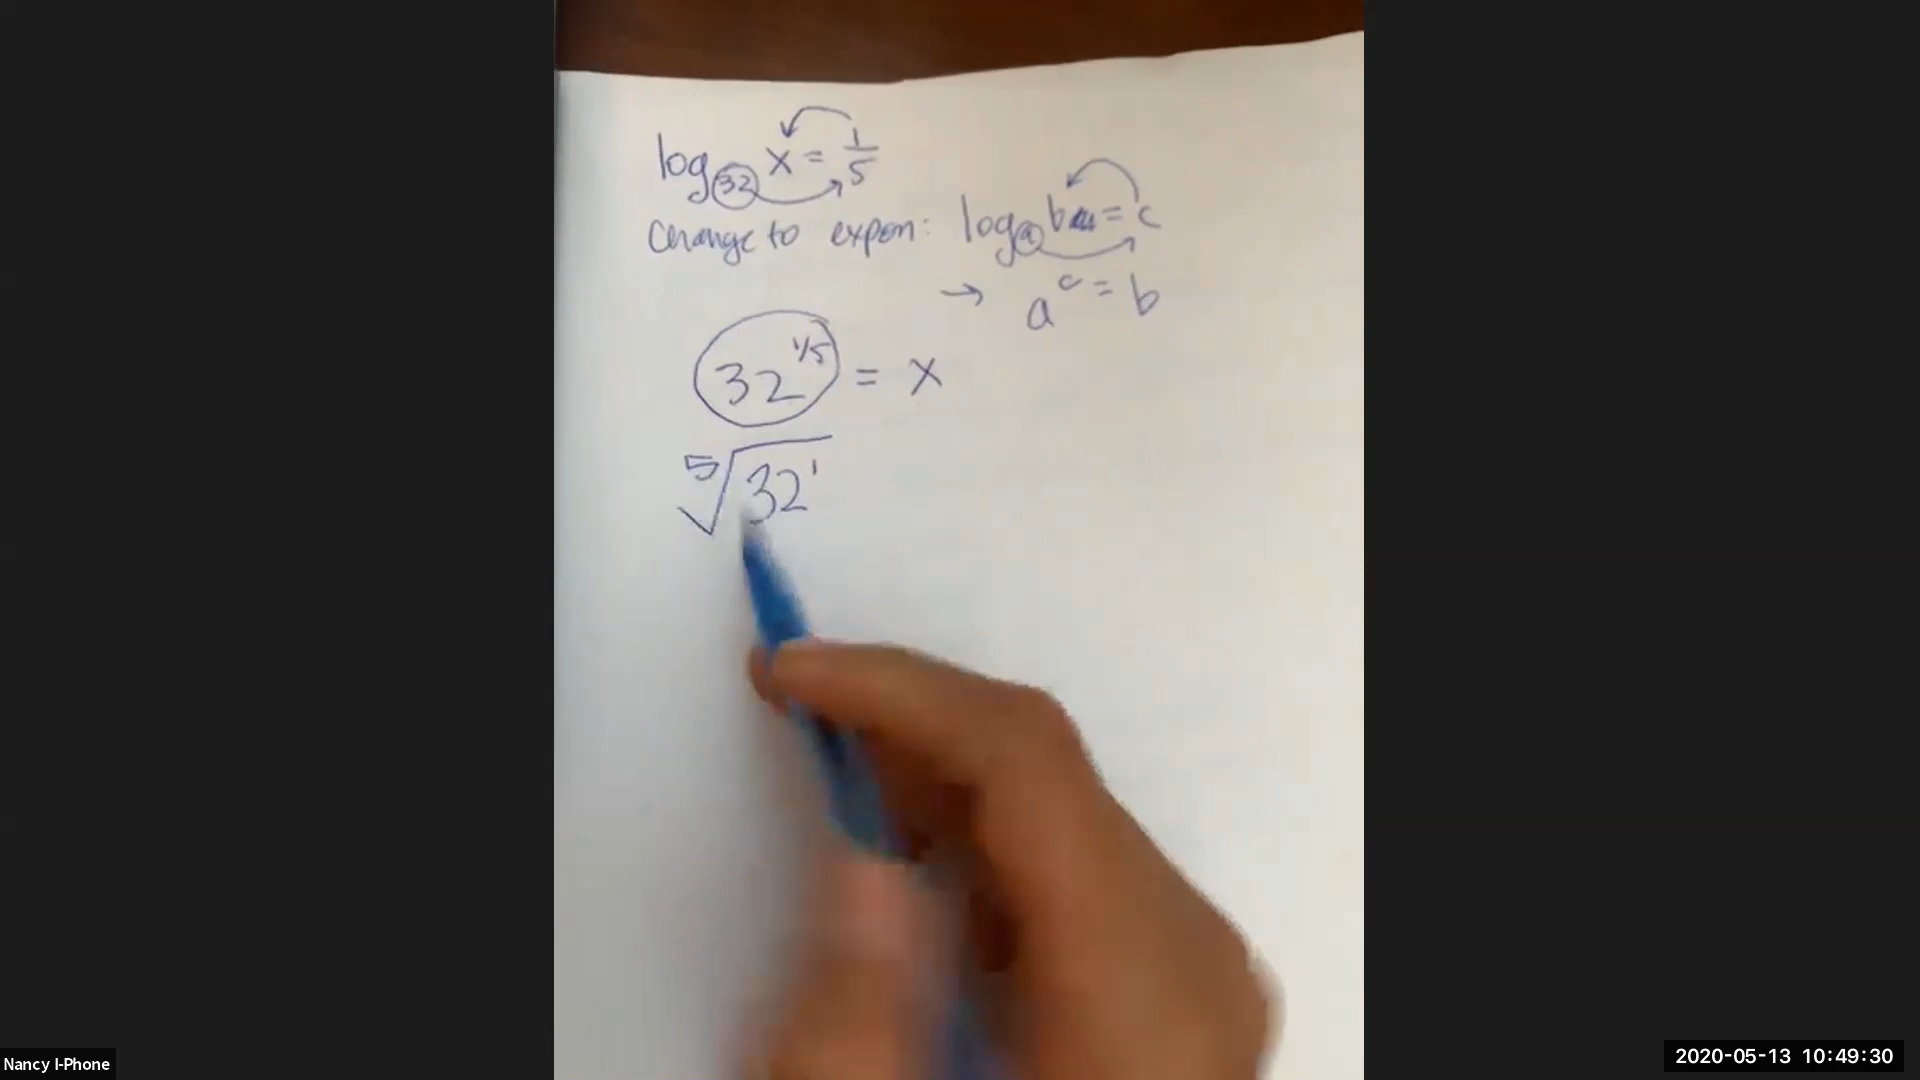 log₃₂ x = 1/5
Change to expon: logₐ b = c
→ a^c = b
32^1/5 = x
⁵√32¹
Nancy I-Phone
2020-05-13 10:49:30